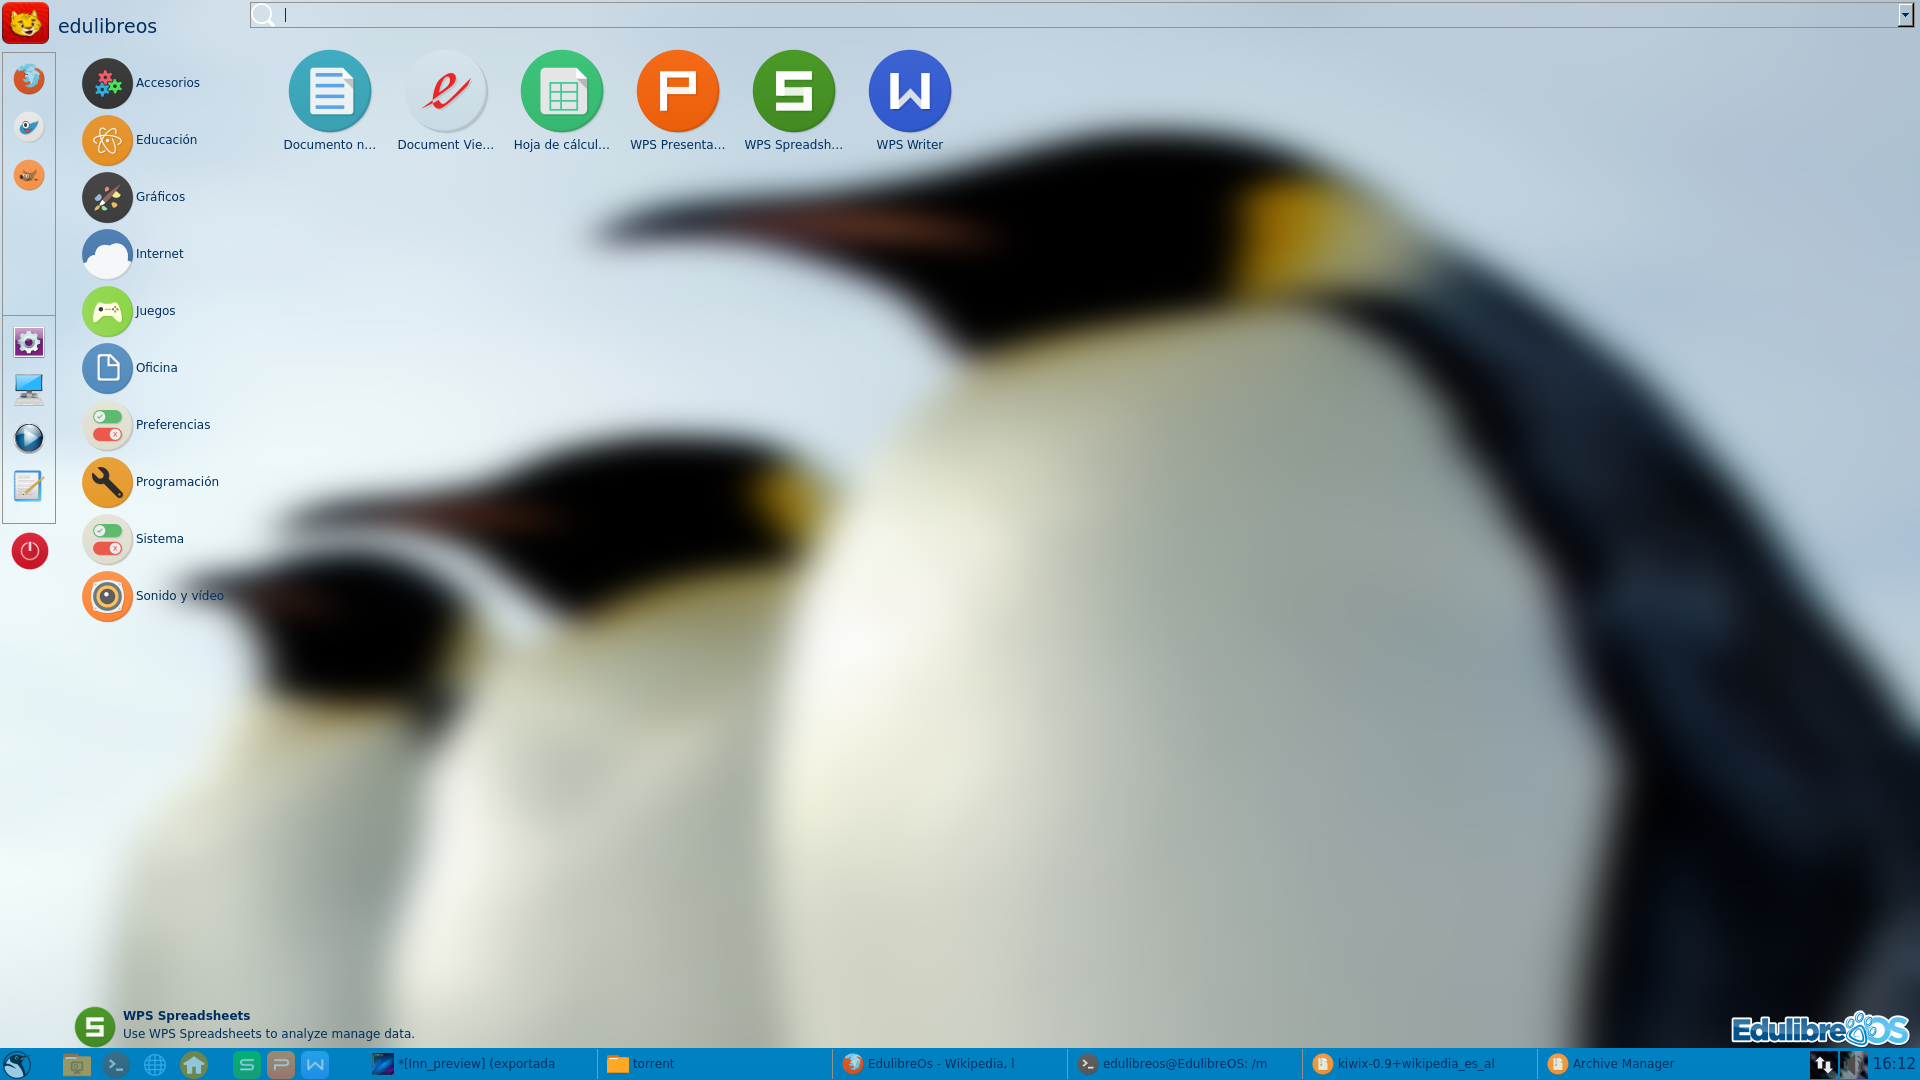 edulibreos
Accesorios
Educación
Gráficos
Internet
Juegos
Oficina
Preferencias
Programación
Sistema
Sonido y vídeo
Documento n...
Document Vie...
Hoja de cálcul...
WPS Presenta...
WPS Spreadsh...
WPS Writer
WPS Spreadsheets
Use WPS Spreadsheets to analyze manage data.
EdulibreOS
*[Inn_preview] (exportada
torrent
EdulibreOs - Wikipedia, l
edulibreos@EdulibreOS: /m
kiwix-0.9+wikipedia_es_al
Archive Manager
16:12